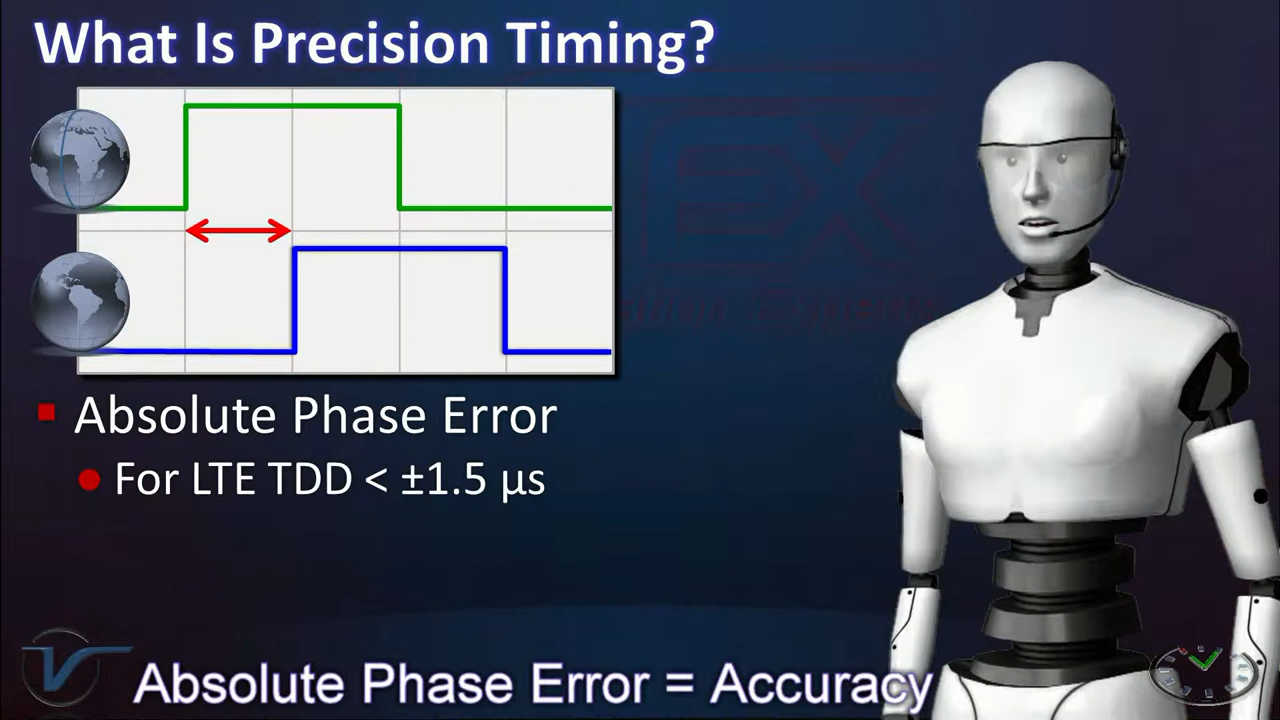 What Is Precision Timing?
Absolute Phase Error
For LTE TDD < ±1.5 µs
Absolute Phase Error = Accuracy